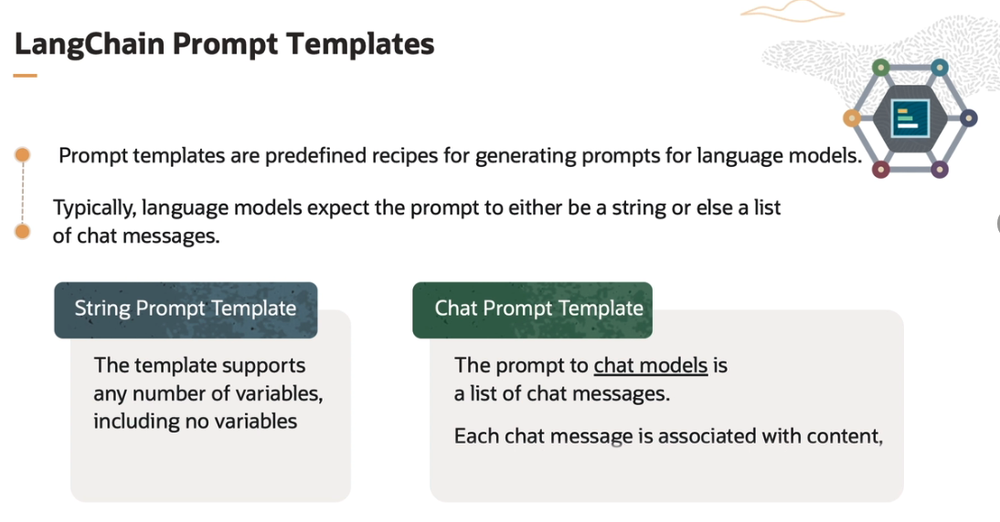 LangChain Prompt Templates
Prompt templates are predefined recipes for generating prompts for language models.
Typically, language models expect the prompt to either be a string or else a list
of chat messages.
String Prompt Template
The template supports
any number of variables,
including no variables
Chat Prompt Template
The prompt to chat models is
a list of chat messages.
Each chat message is associated with content,